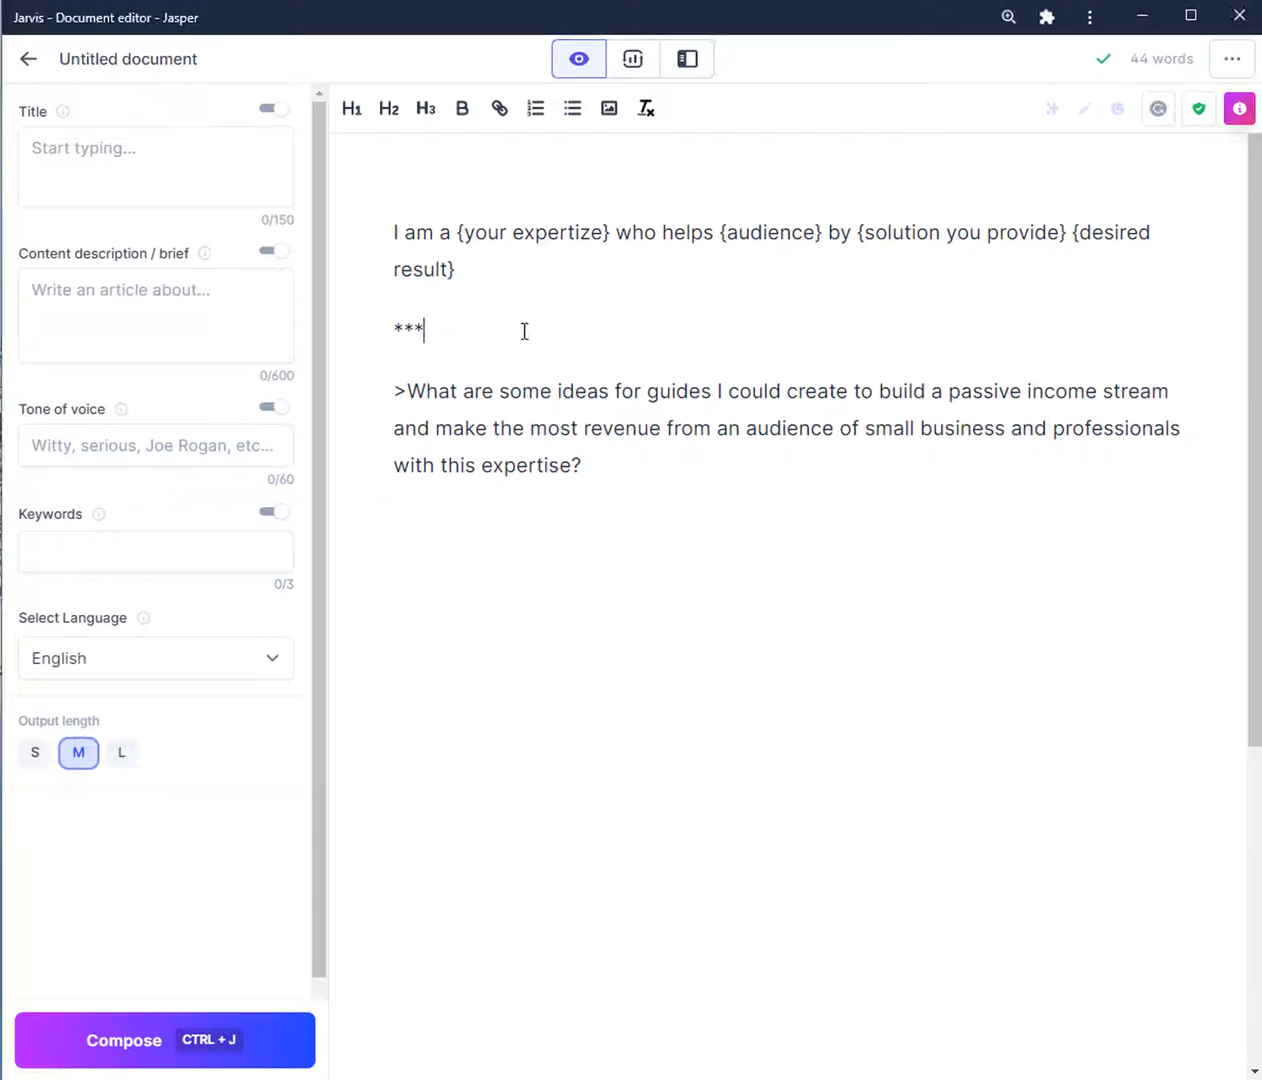 Jarvis - Document editor - Jasper
Untitled document
44 words
Title
Start typing...
0/150
Content description / brief
Write an article about...
0/600
Tone of voice
Witty, serious, Joe Rogan, etc...
0/60
Keywords
0/3
Select Language
English
Output length
S M L
Compose CTRL + J
H1 H2 H3 B Tx
I am a {your expertize} who helps {audience} by {solution you provide} {desired
result}
***
>What are some ideas for guides I could create to build a passive income stream
and make the most revenue from an audience of small business and professionals
with this expertise?